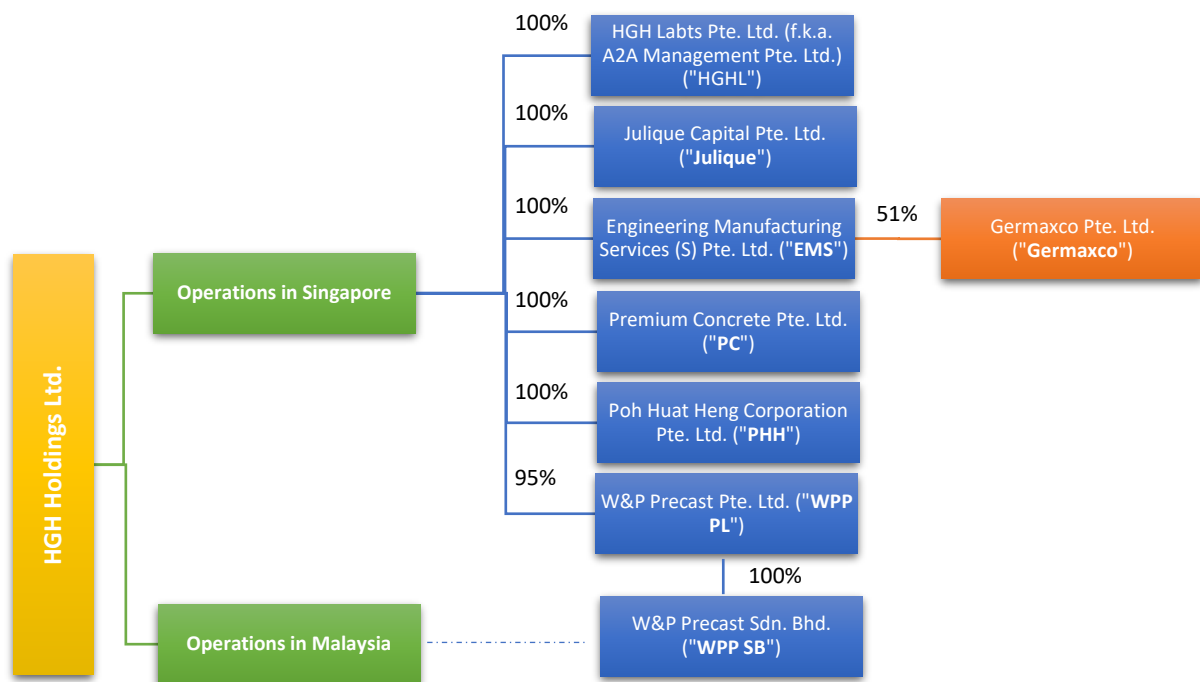 100%
HGH Labts Pte. Ltd. (f.k.a.
A2A Management Pte. Ltd.)
("HGHL")
100%
Julique Capital Pte. Ltd.
("Julique")
100%
Engineering Manufacturing
Services (S) Pte. Ltd. ("EMS")
51%
Germaxco Pte. Ltd.
("Germaxco")
HGH Holdings Ltd.
Operations in Singapore
100%
Premium Concrete Pte. Ltd.
("PC")
100%
Poh Huat Heng Corporation
Pte. Ltd. ("PHH")
95%
W&P Precast Pte. Ltd. ("WPP
PL")
100%
Operations in Malaysia
W&P Precast Sdn. Bhd.
("WPP SB")